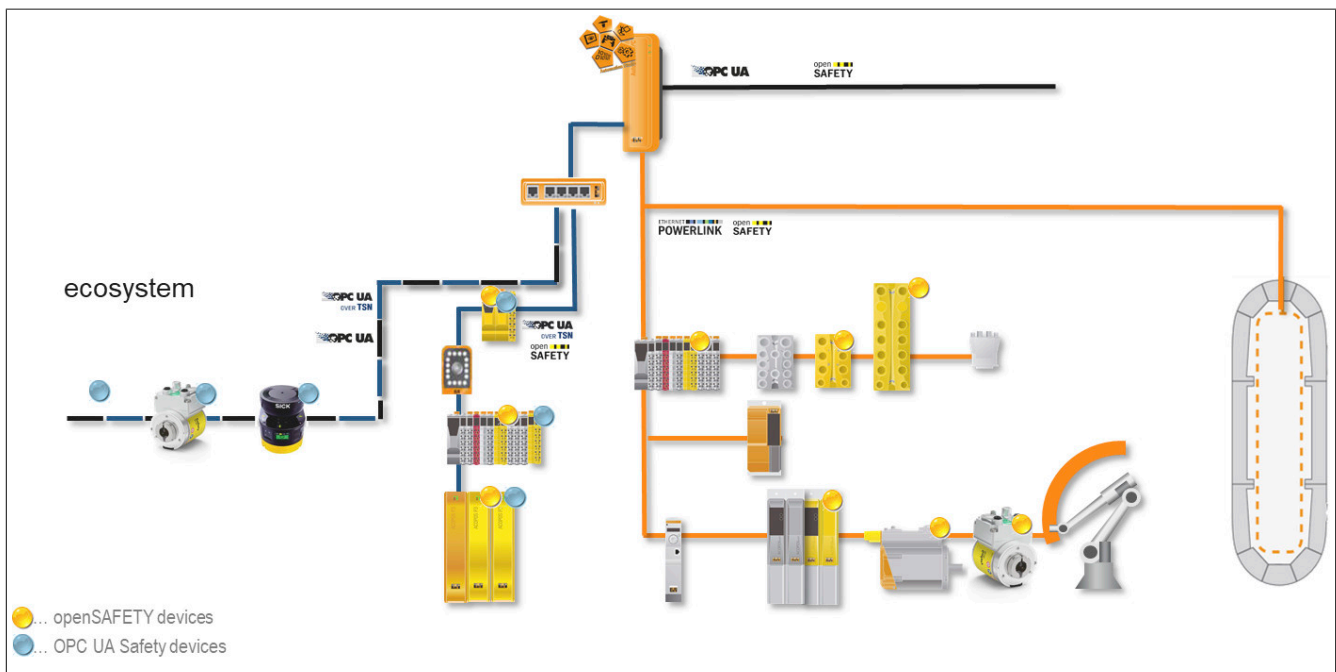 OPC UA
open
SAFETY
ETHERNET
POWERLINK
open
SAFETY
ecosystem
OPC UA
OVER TSN
OPC UA
OPC UA
OVER TSN
open
SAFETY
SICK
... openSAFETY devices
... OPC UA Safety devices